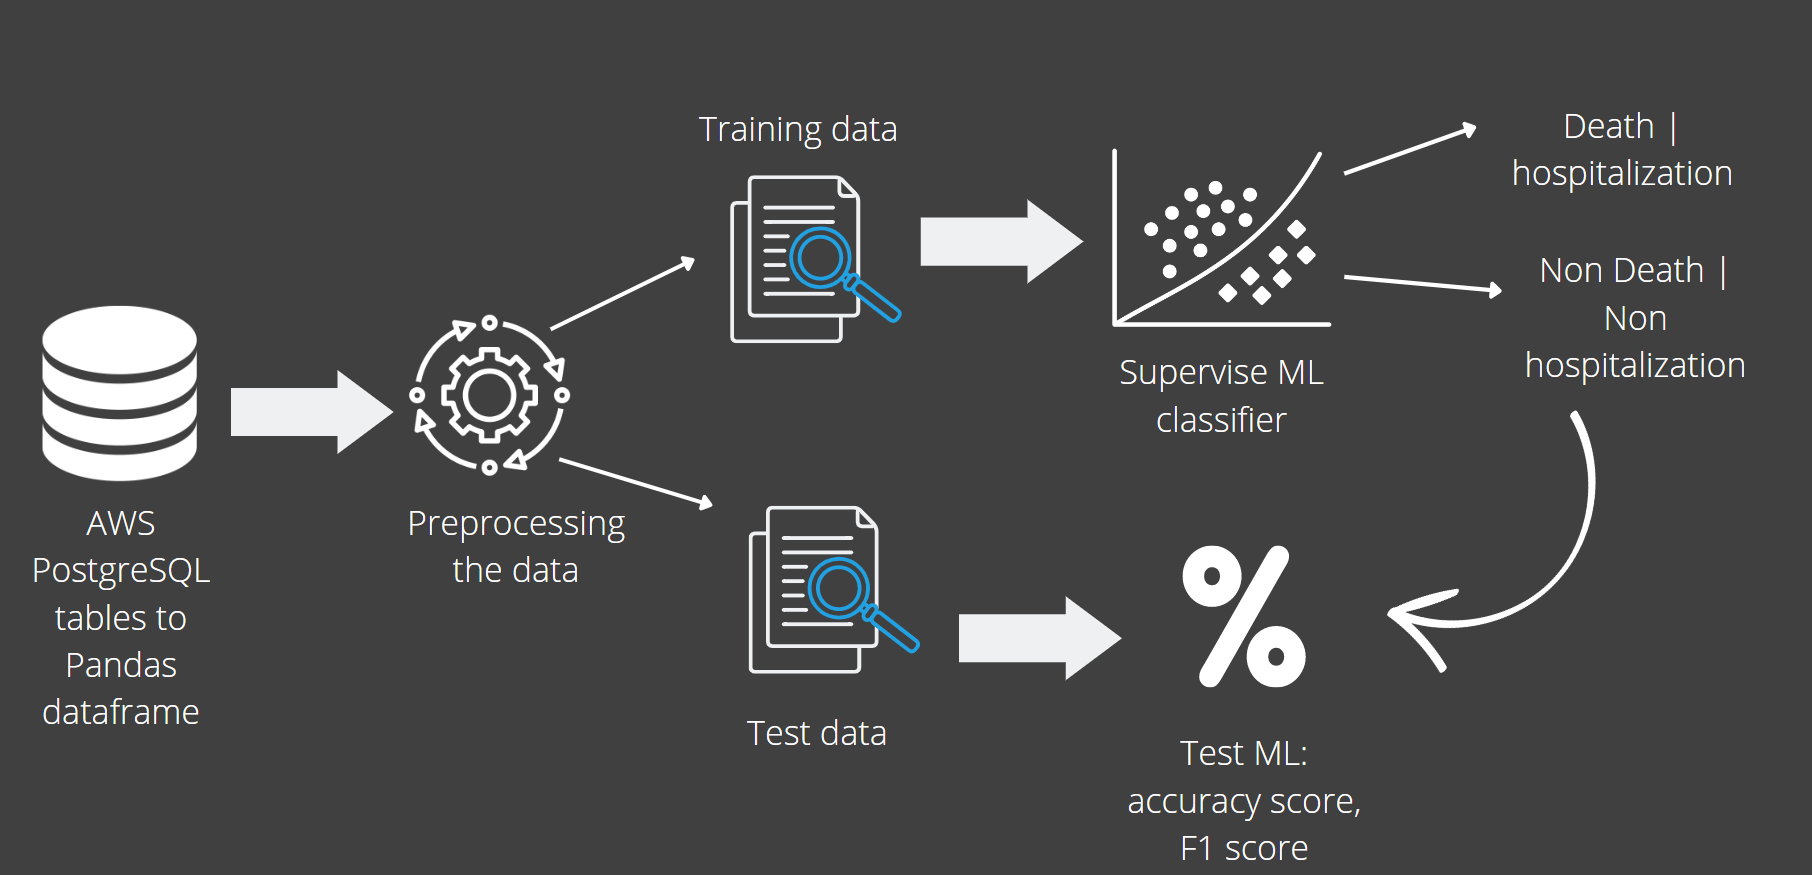 AWS
PostgreSQL
tables to
Pandas
dataframe
Preprocessing
the data
Training data
Test data
Supervise ML
classifier
Death |
hospitalization
Non Death |
Non
hospitalization
Test ML:
accuracy score,
F1 score